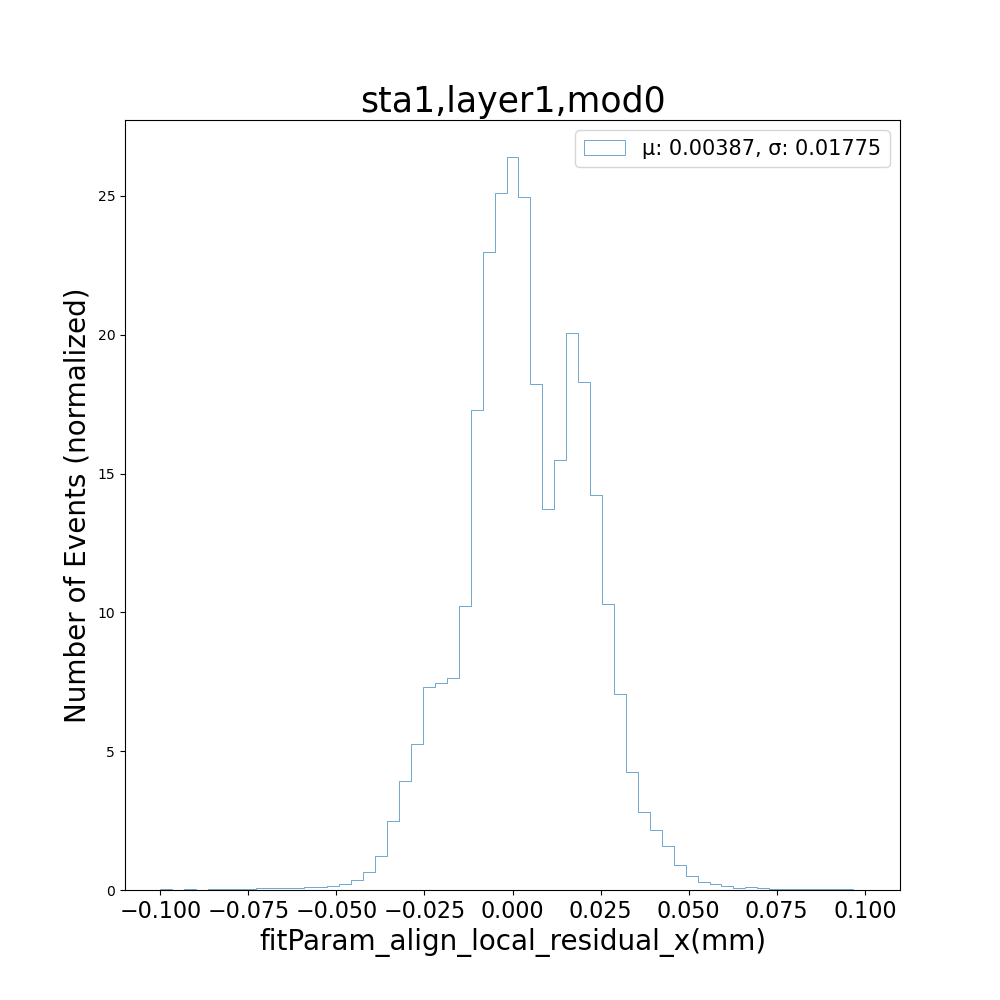 sta1,layer1,mod0
μ: 0.00387, σ: 0.01775
Number of Events (normalized)
25
20
15
10
5
0
−0.100 −0.075 −0.050 −0.025 0.000 0.025 0.050 0.075 0.100
fitParam_align_local_residual_x(mm)